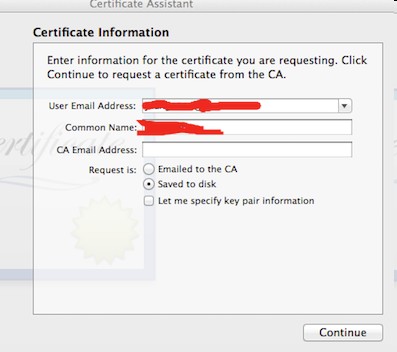 Certificate Assistant
Certificate Information
Enter information for the certificate you are requesting. Click
Continue to request a certificate from the CA.
User Email Address:
Common Name:
CA Email Address:
Request is:
Emailed to the CA
Saved to disk
Let me specify key pair information
Continue